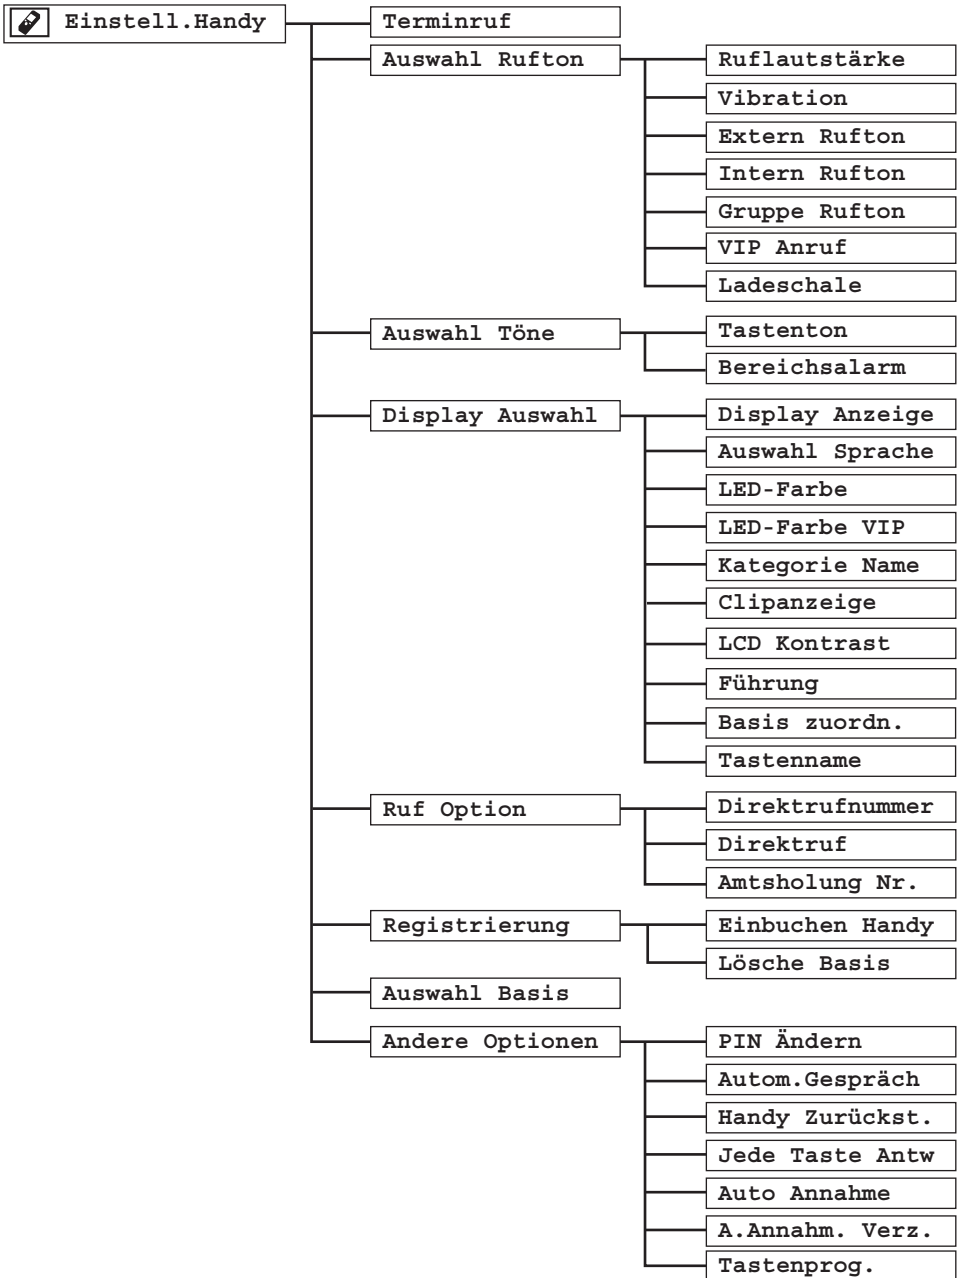 Einstell.Handy
Terminruf
Auswahl Rufton
Ruflautstärke
Vibration
Extern Rufton
Intern Rufton
Gruppe Rufton
VIP Anruf
Ladeschale
Auswahl Töne
Tastenton
Bereichsalarm
Display Auswahl
Display Anzeige
Auswahl Sprache
LED-Farbe
LED-Farbe VIP
Kategorie Name
Clipanzeige
LCD Kontrast
Führung
Basis zuordn.
Tastenname
Ruf Option
Direktrufnummer
Direktruf
Amtsholung Nr.
Registrierung
Einbuchen Handy
Lösche Basis
Auswahl Basis
Andere Optionen
PIN Ändern
Autom.Gespräch
Handy Zurückst.
Jede Taste Antw
Auto Annahme
A.Annahm. Verz.
Tastenprog.